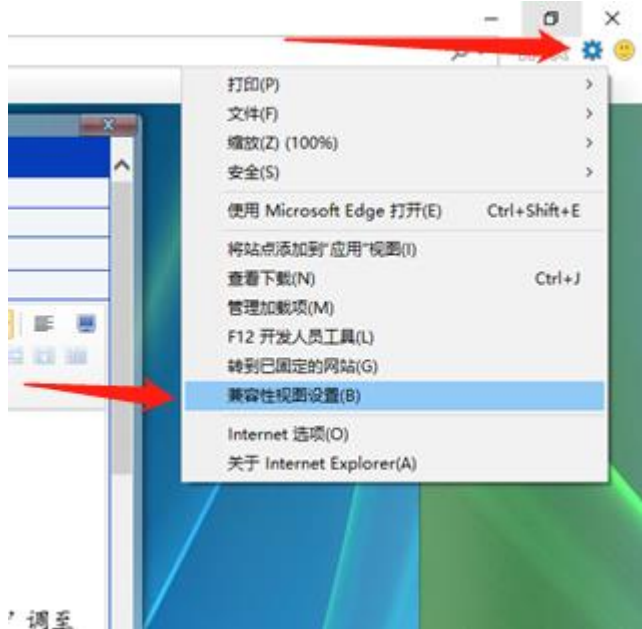 打印(P)
文件(F)
缩放(Z) (100%)
安全(S)
使用 Microsoft Edge 打开(E) Ctrl+Shift+E
将站点添加到“应用”视图(I)
查看下载(N) Ctrl+J
管理加载项(M)
F12 开发人员工具(L)
转到已固定的网站(G)
兼容性视图设置(B)
Internet 选项(O)
关于 Internet Explorer(A)
调至